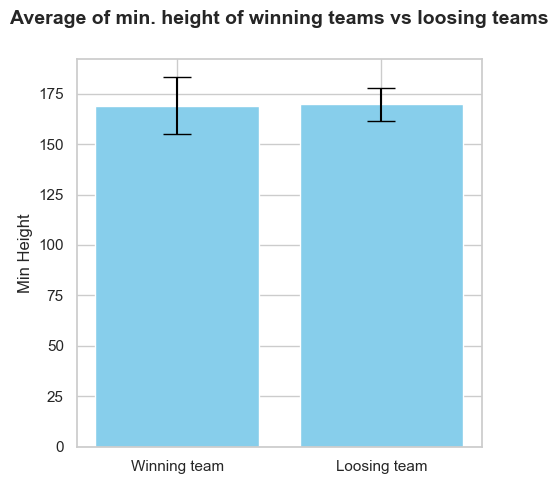 Average of min. height of winning teams vs loosing teams
175
150
125
100
75
50
25
0
Min Height
Winning team
Loosing team